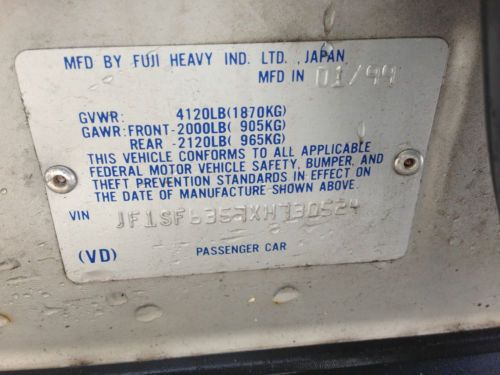 MFD BY FUJI HEAVY IND. LTD. ,JAPAN
MFD IN 01/99
GVWR: 4120LB(1870KG)
GAWR:FRONT-2000LB( 905KG)
REAR -2120LB( 965KG)
THIS VEHICLE CONFORMS TO ALL APPLICABLE
FEDERAL MOTOR VEHICLE SAFETY, BUMPER, AND
THEFT PREVENTION STANDARDS IN EFFECT ON
THE DATE OF MANUFACTURE SHOWN ABOVE.
VIN JF1SF6357XH730524
(VD) PASSENGER CAR